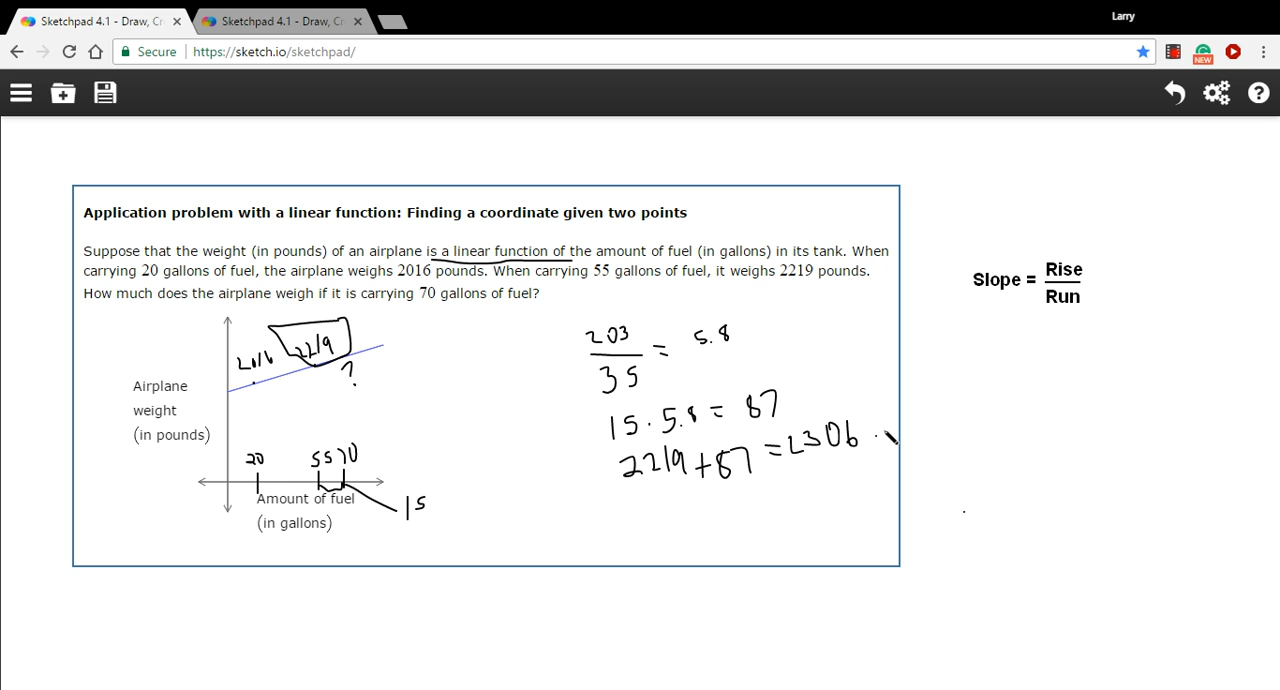 Larry
Sketchpad 4.1 - Draw, Cr
Sketchpad 4.1 - Draw, Cr
Secure
https://sketch.io/sketchpad/
NEW
Application problem with a linear function: Finding a coordinate given two points
Suppose that the weight (in pounds) of an airplane is a linear function of the amount of fuel (in gallons) in its tank. When
carrying 20 gallons of fuel, the airplane weighs 2016 pounds. When carrying 55 gallons of fuel, it weighs 2219 pounds.
How much does the airplane weigh if it is carrying 70 gallons of fuel?
Slope = Rise
Run
2016
2219
?
Airplane
weight
(in pounds)
20
55
70
Amount of fuel
(in gallons)
15
203
35
= 5.8
15 · 5.8 = 87
2219 + 87 = 2306